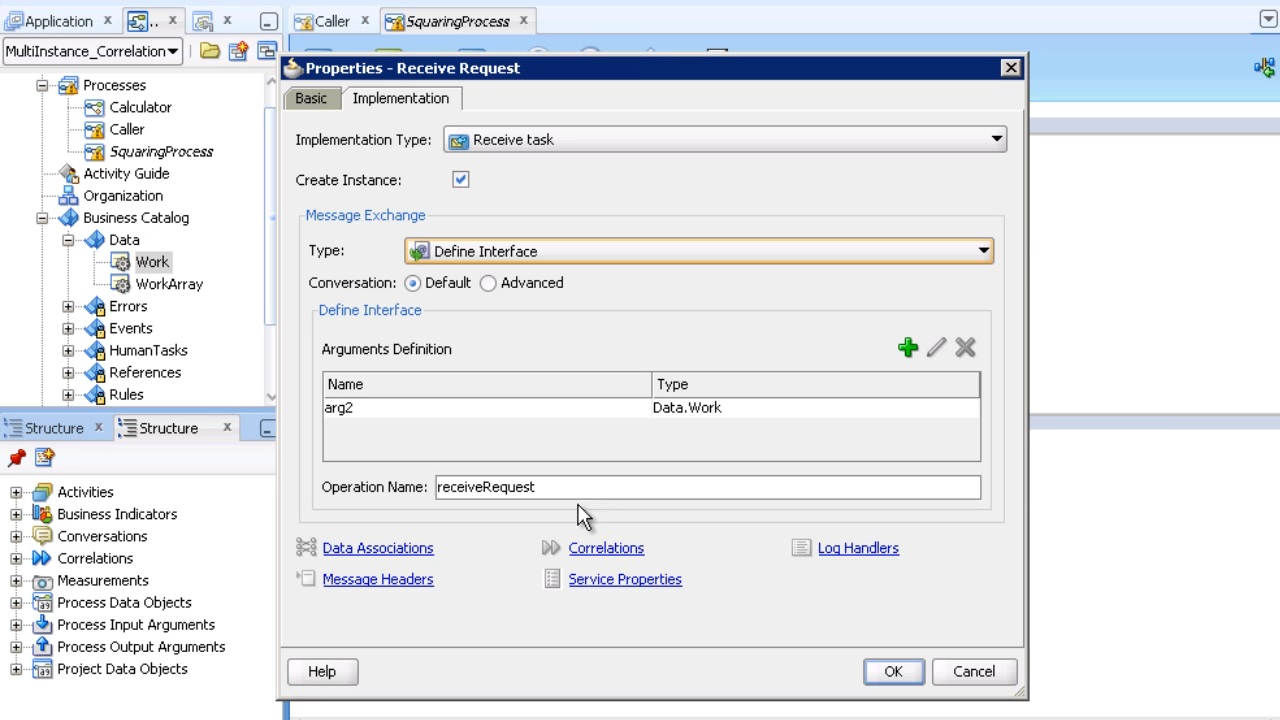 Application
..
Caller
SquaringProcess
MultiInstance_Correlation
Processes
Calculator
Caller
SquaringProcess
Activity Guide
Organization
Business Catalog
Data
Work
WorkArray
Errors
Events
HumanTasks
References
Rules
Structure
Structure
Activities
Business Indicators
Conversations
Correlations
Measurements
Process Data Objects
Process Input Arguments
Process Output Arguments
Project Data Objects
Properties - Receive Request
Basic
Implementation
Implementation Type: Receive task
Create Instance:
Message Exchange
Type: Define Interface
Conversation: Default Advanced
Define Interface
Arguments Definition
Name Type
arg2 Data.Work
Operation Name: receiveRequest
Data Associations Correlations Log Handlers
Message Headers Service Properties
Help OK Cancel